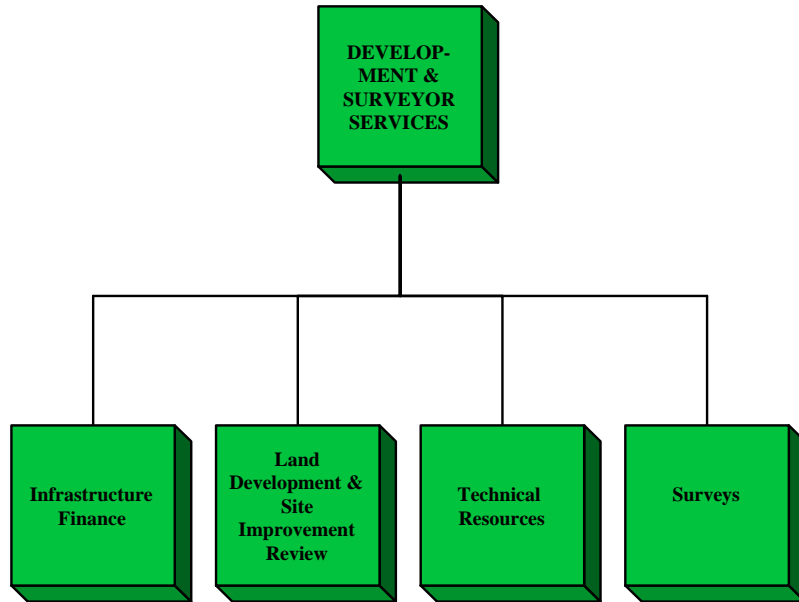 DEVELOP-
MENT &
SURVEYOR
SERVICES
Infrastructure
Finance
Land
Development &
Site
Improvement
Review
Technical
Resources
Surveys